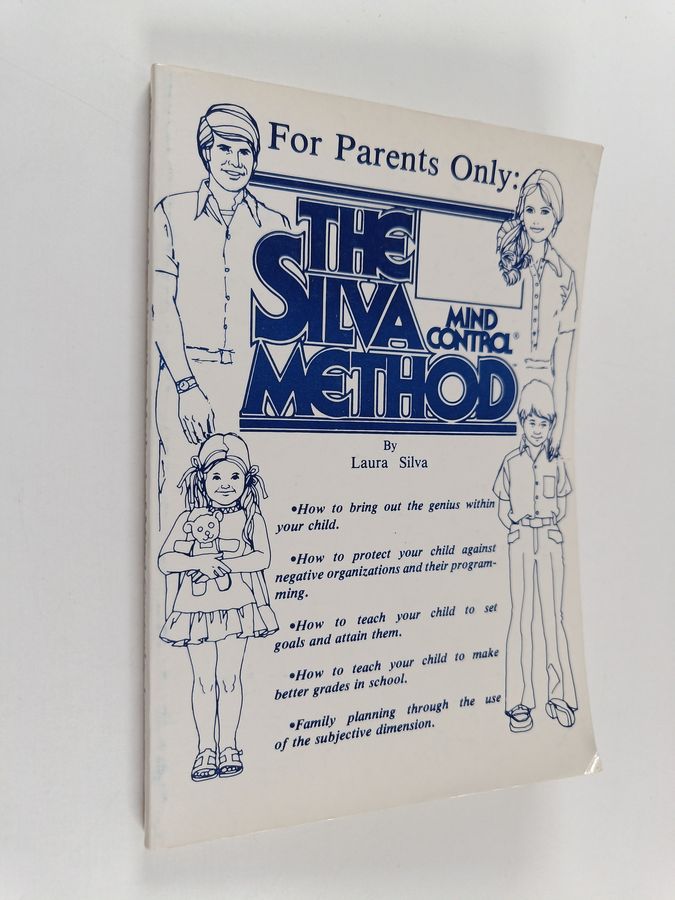 For Parents Only:
THE
SILVA
MIND
CONTROL®
METHOD
By
Laura Silva
•How to bring out the genius within
your child.
•How to protect your child against
negative organizations and their program-
ming.
•How to teach your child to set
goals and attain them.
•How to teach your child to make
better grades in school.
•Family planning through the use
of the subjective dimension.